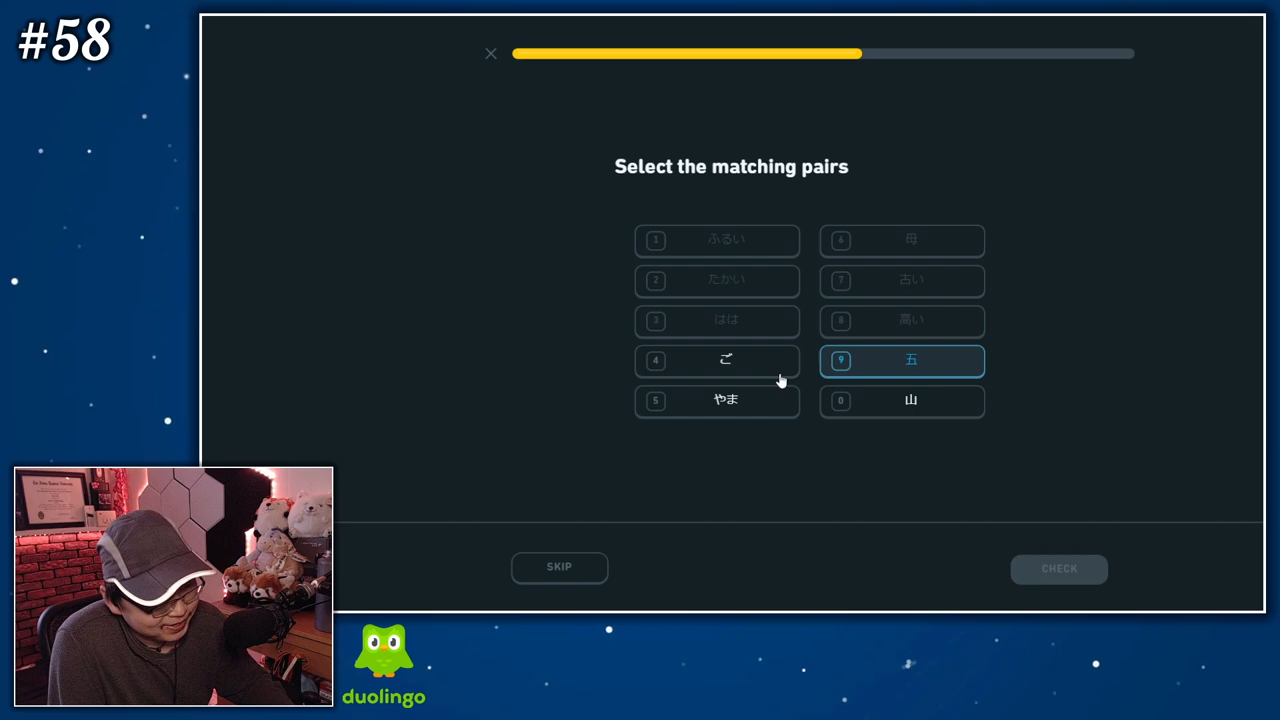 #58
Select the matching pairs
1 ふるい
6 母
2 たかい
7 古い
3 はは
8 高い
4 ご
9 五
5 やま
0 山
SKIP
CHECK
duolingo